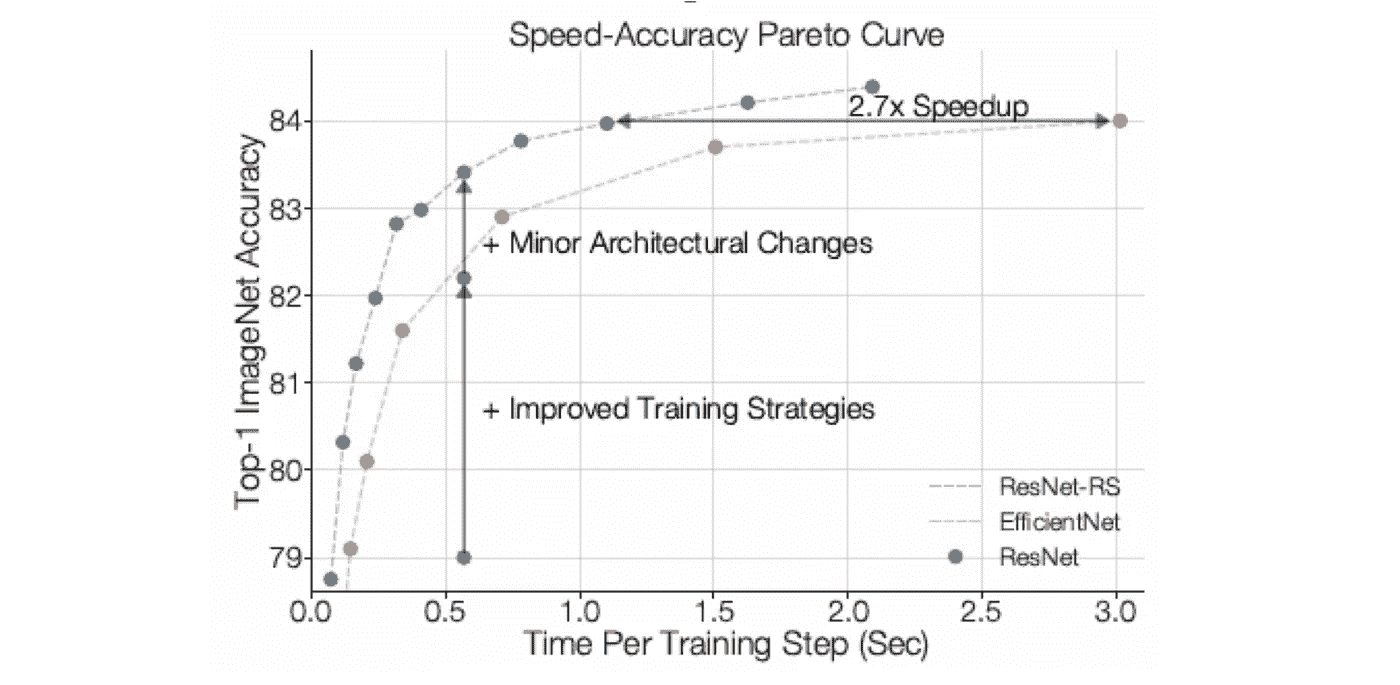 Speed-Accuracy Pareto Curve
2.7x Speedup
84
83
+ Minor Architectural Changes
82
81
+ Improved Training Strategies
80
79
Top-1 ImageNet Accuracy
ResNet-RS
EfficientNet
ResNet
0.0 0.5 1.0 1.5 2.0 2.5 3.0
Time Per Training Step (Sec)